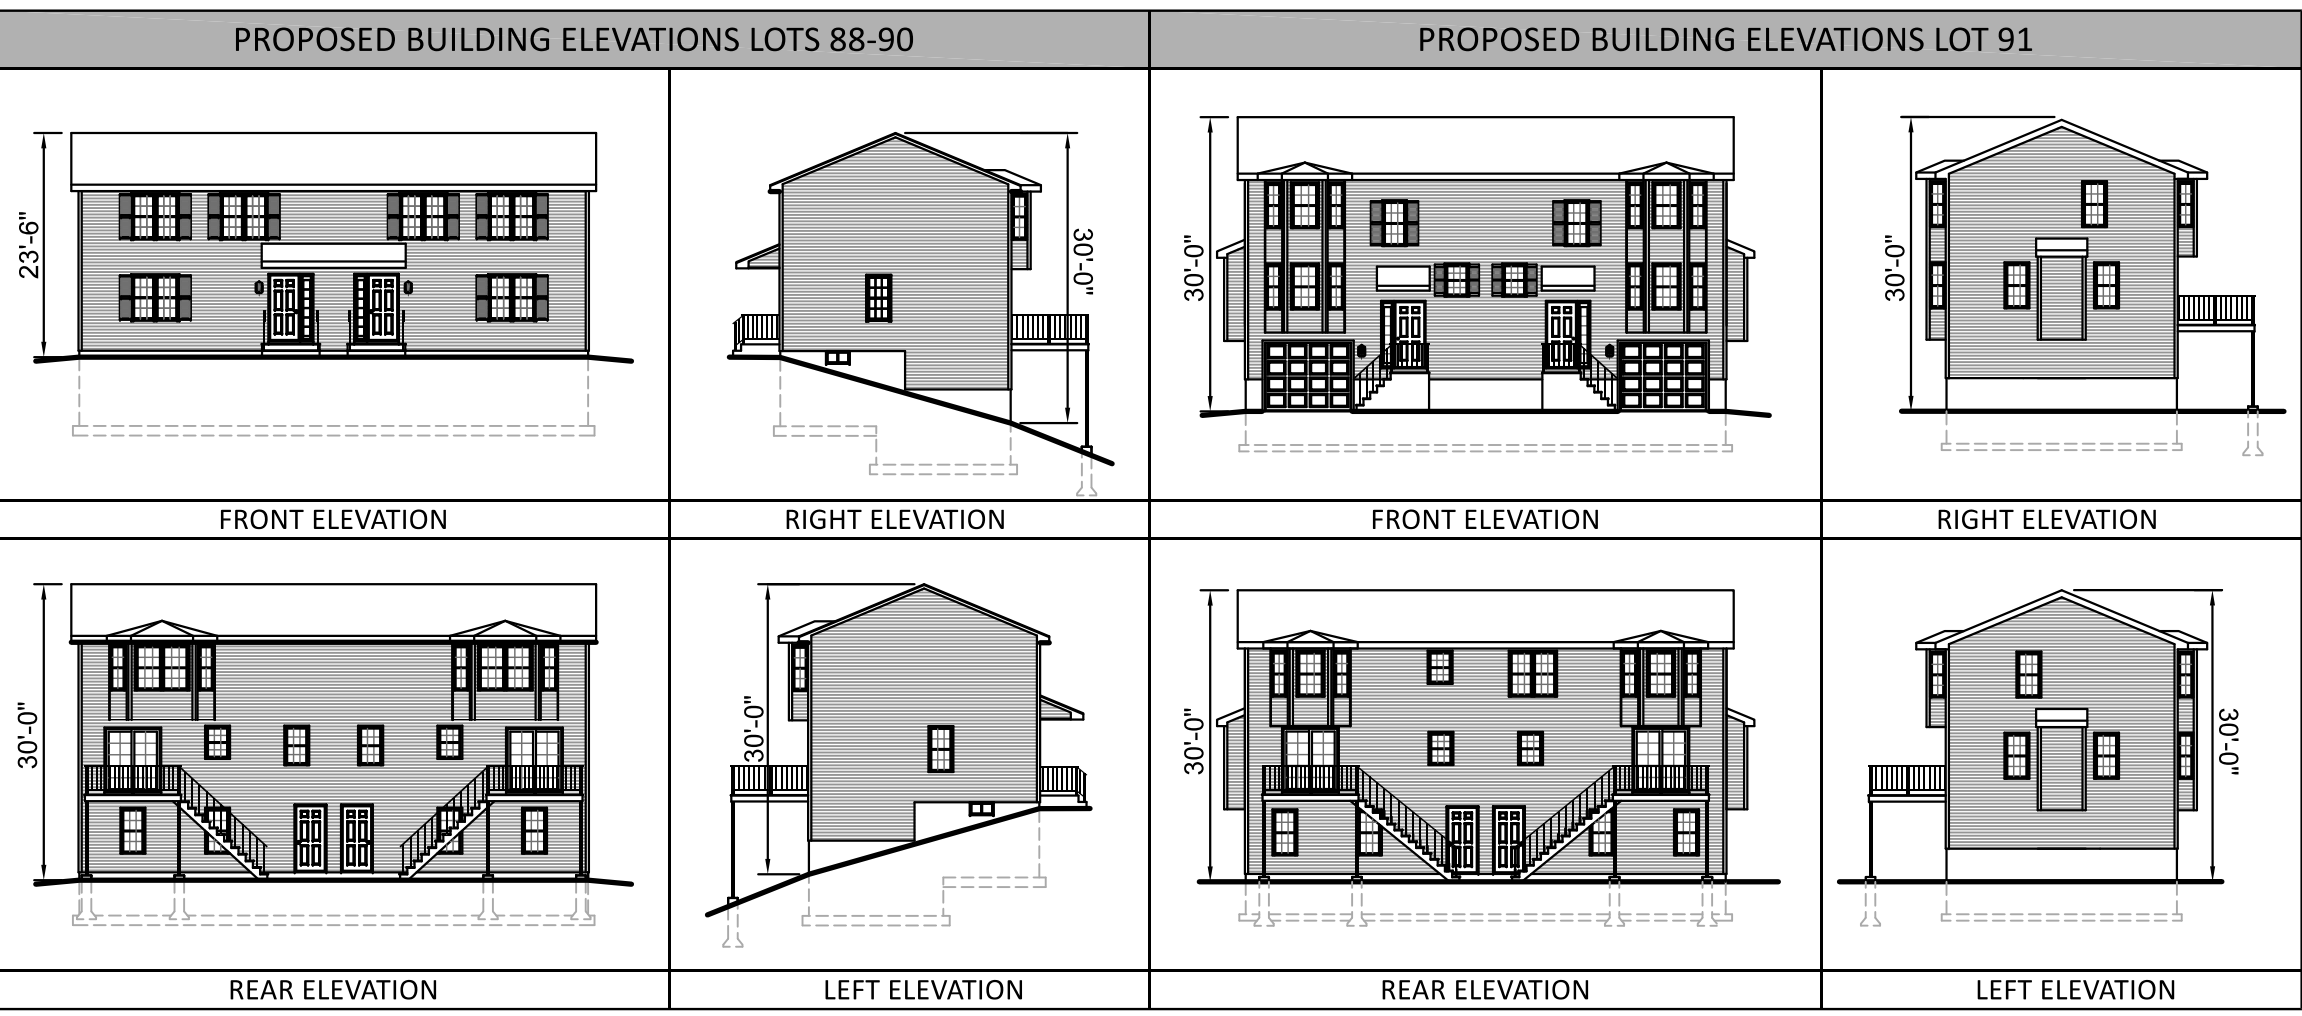 PROPOSED BUILDING ELEVATIONS LOTS 88-90
PROPOSED BUILDING ELEVATIONS LOT 91
23'-6"
30'-0"
30'-0"
30'-0"
FRONT ELEVATION
RIGHT ELEVATION
FRONT ELEVATION
RIGHT ELEVATION
30'-0"
30'-0"
30'-0"
30'-0"
REAR ELEVATION
LEFT ELEVATION
REAR ELEVATION
LEFT ELEVATION